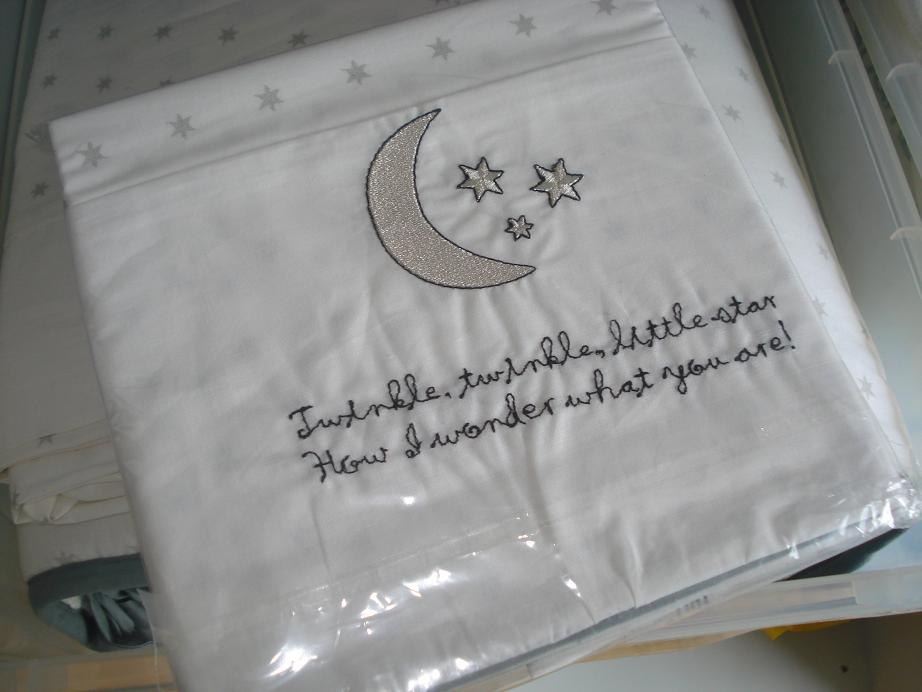 Twinkle, twinkle, little star
How I wonder what you are!